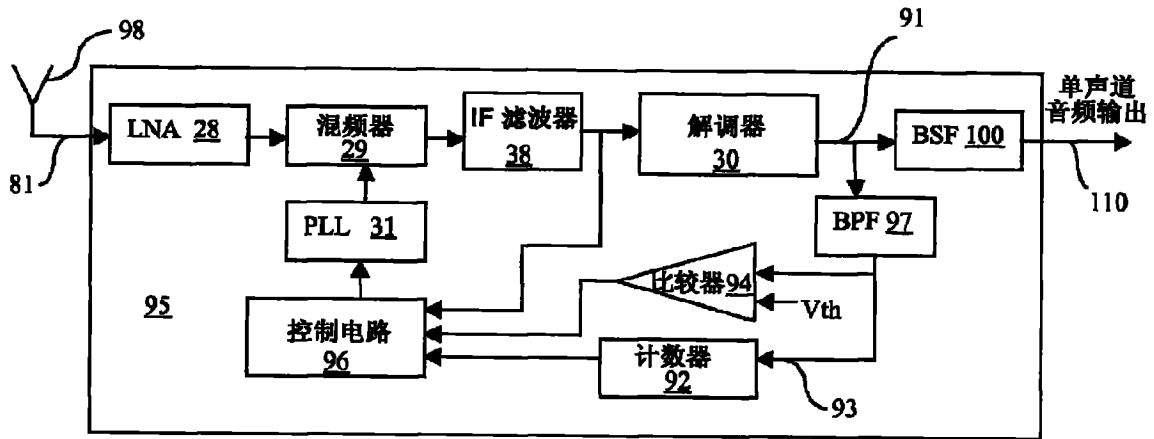 98
91
单声道
音频输出
LNA 28
混频器
29
IF 滤波器
38
解调器
30
BSF 100
81
110
PLL 31
BPF 97
比较器94
Vth
95
控制电路
96
计数器
92
93